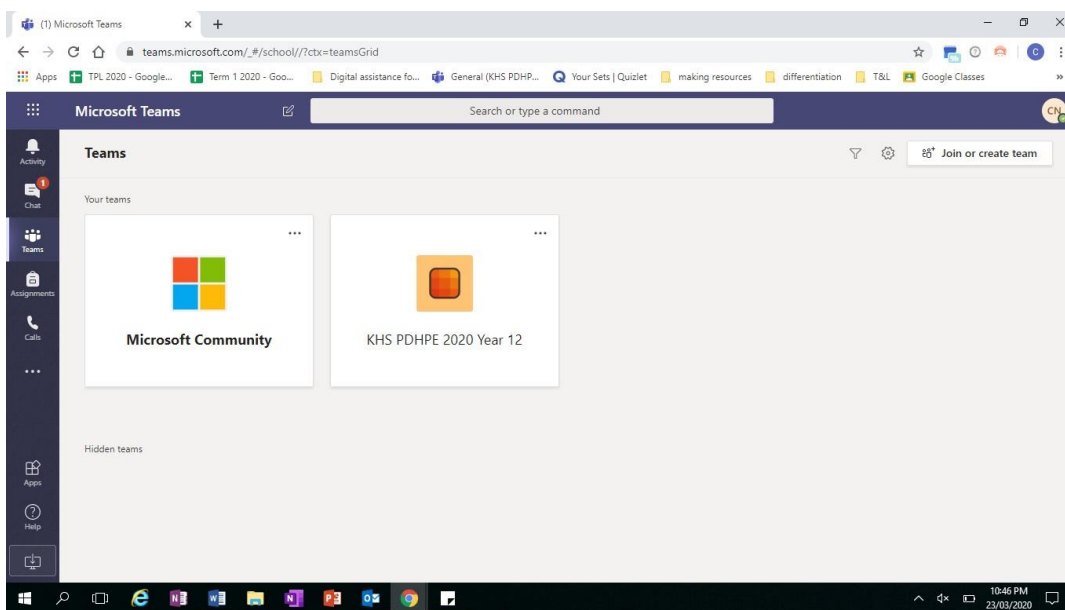 (1) Microsoft Teams
teams.microsoft.com/_#/school//?ctx=teamsGrid
C
Apps TPL 2020 - Google... Term 1 2020 - Goo... Digital assistance fo... General (KHS PDHP... Your Sets | Quizlet making resources differentiation T&L Google Classes »
Microsoft Teams Search or type a command CN
Activity
1
Chat
Teams
Assignments
Calls
Apps
Help
Teams Join or create team
Your teams
Microsoft Community KHS PDHPE 2020 Year 12
Hidden teams
10:46 PM
23/03/2020